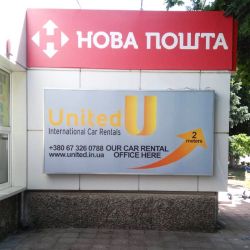 НОВА ПОШТА
United U
International Car Rentals
2
meters
+380 67 326 0788 OUR CAR RENTAL
www.united.in.ua OFFICE HERE